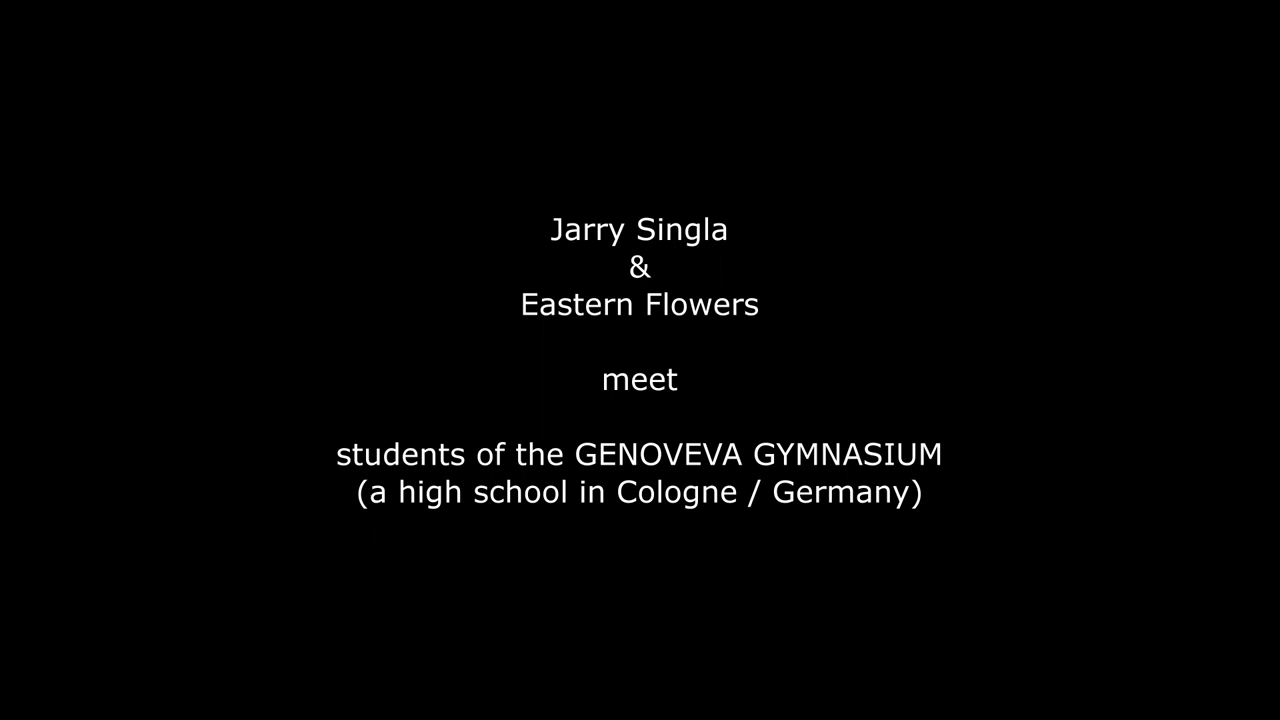 Jarry Singla
&
Eastern Flowers
meet
students of the GENOVEVA GYMNASIUM
(a high school in Cologne / Germany)